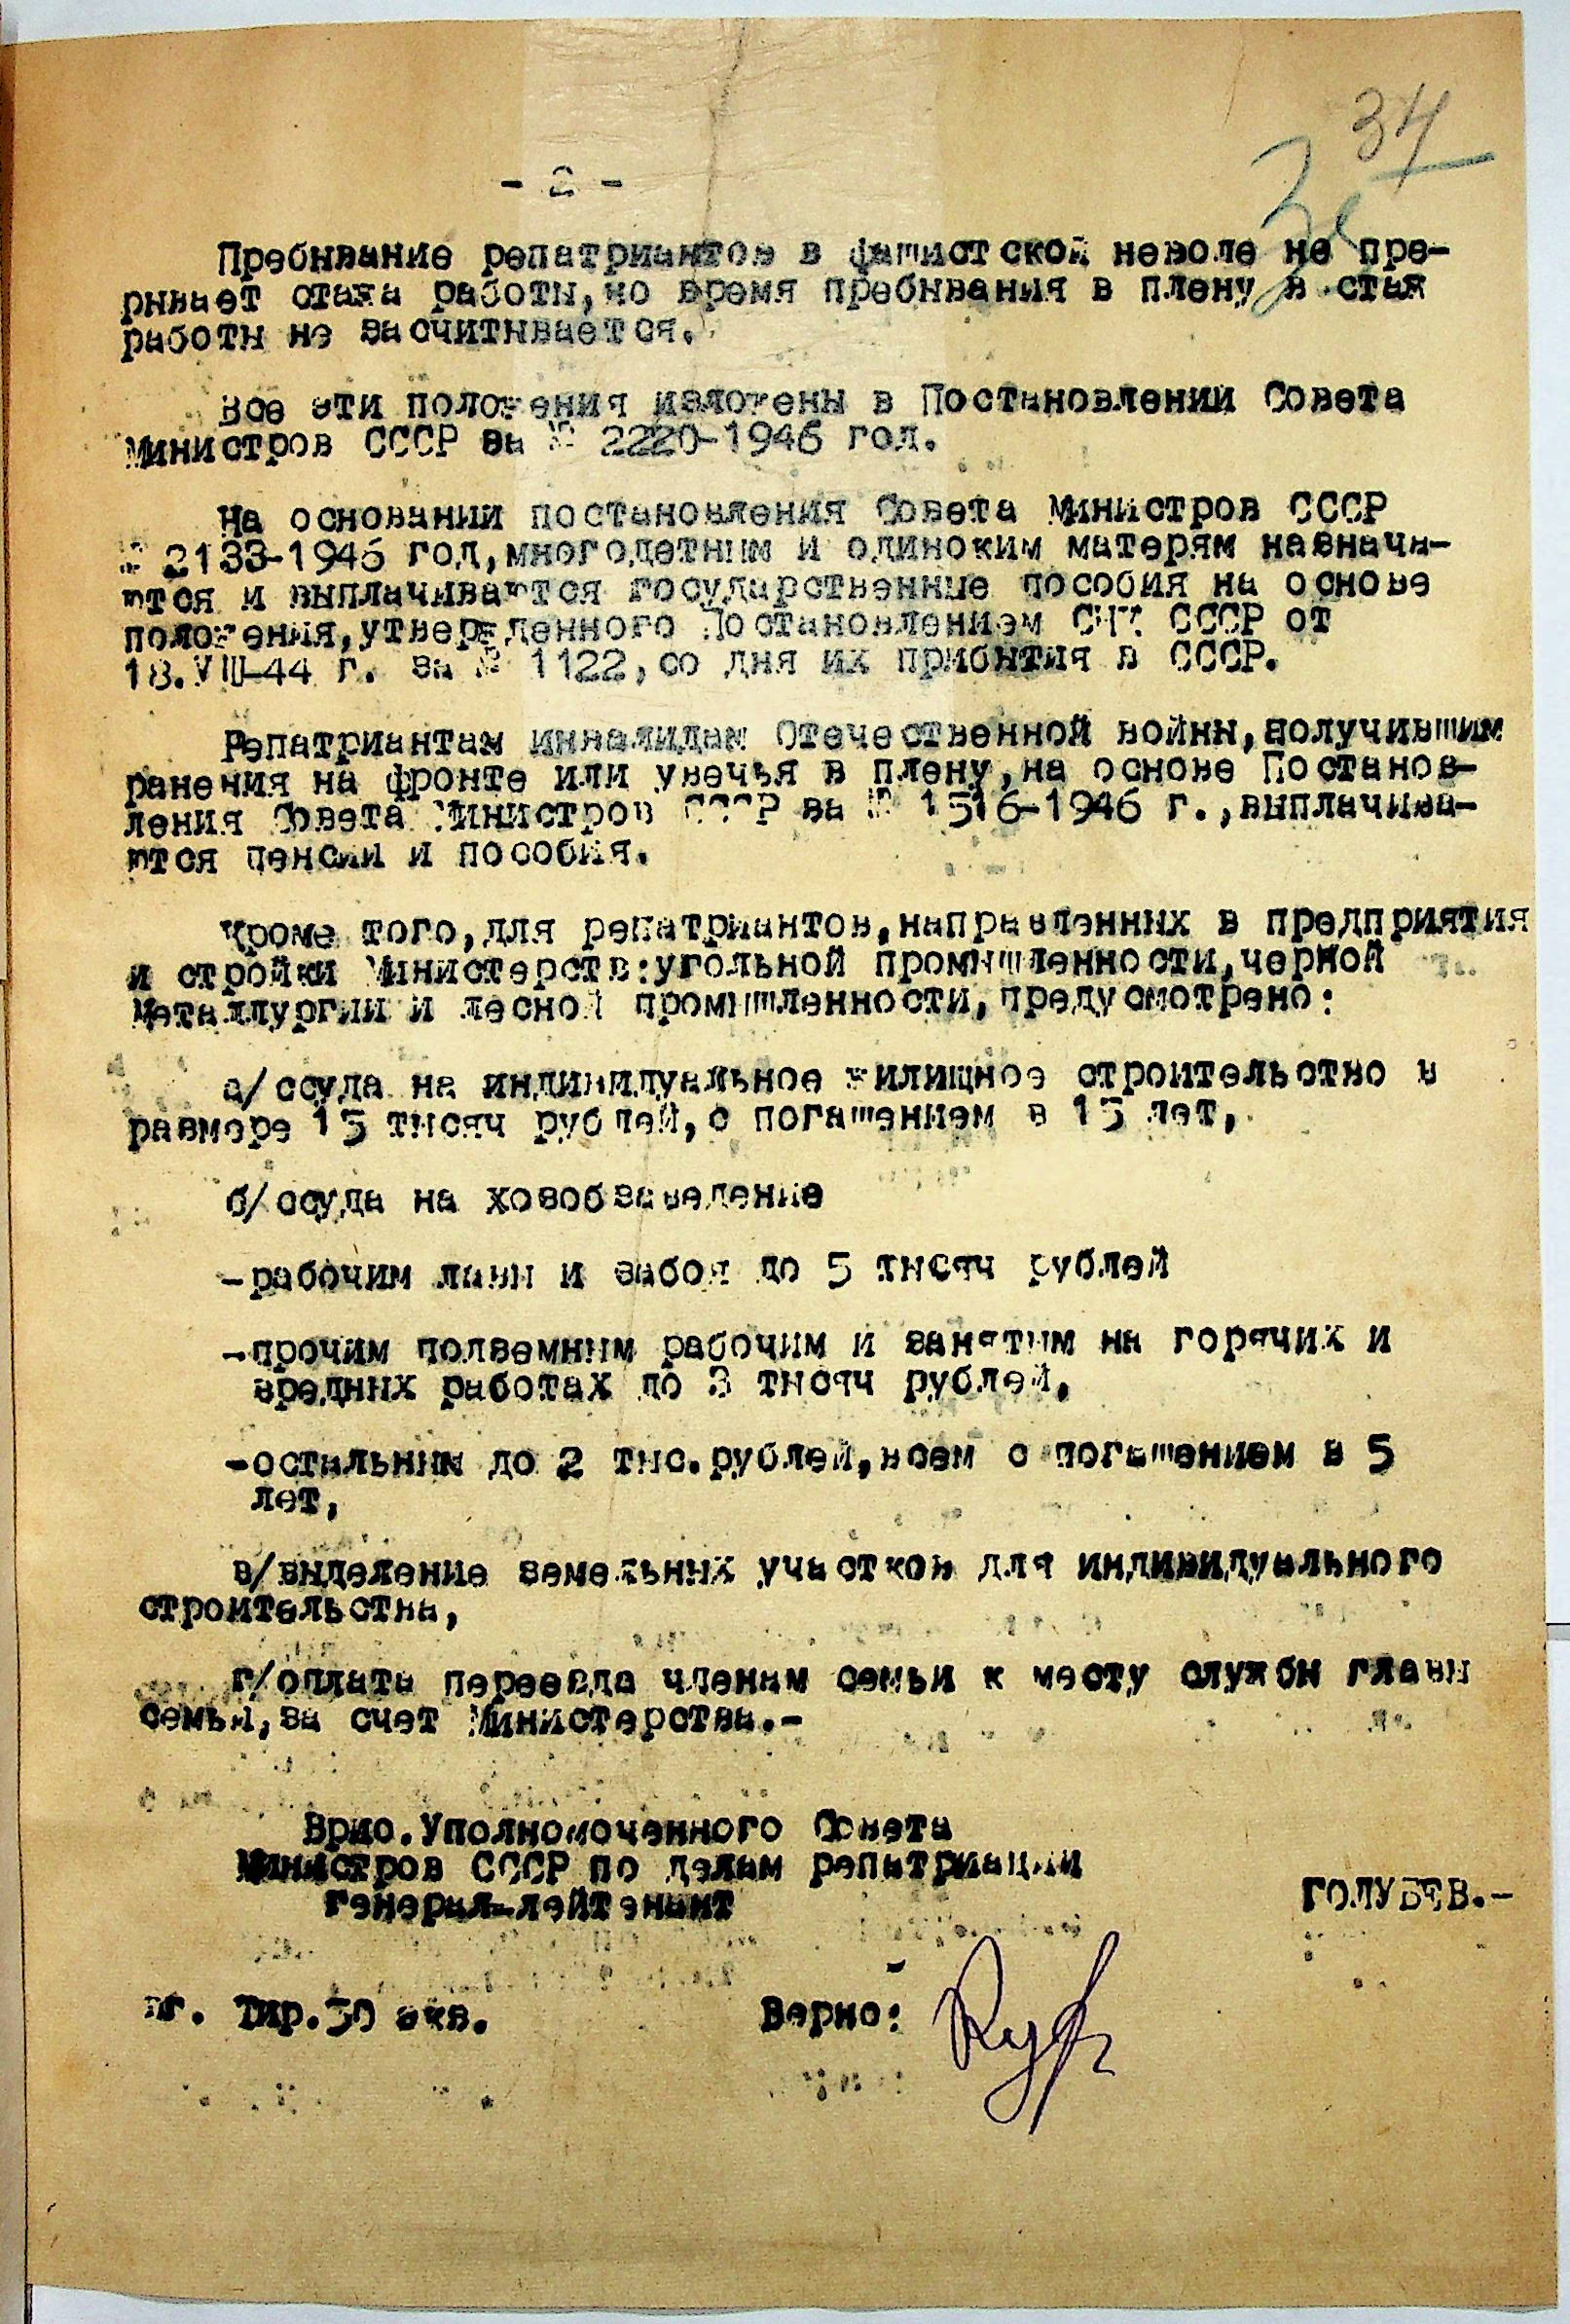 34
- 2 -
Пребывание репатриантов в фашистской неволе не пре-
рывает стажа работы, но время пребывания в плену в стаж
работы не засчитывается.
Все эти положения изложены в Постановлении Совета
Министров СССР за № 2220-1946 год.
На основании постановления Совета Министров СССР
№ 2133-1946 год, многодетным и одиноким матерям назнача-
ются и выплачиваются государственные пособия на основе
положения, утвержденного Постановлением СНК СССР от
18.VIII-44 г. за № 1122, со дня их прибытия в СССР.
Репатриантам инвалидам Отечественной войны, получившим
ранения на фронте или увечья в плену, на основе Постанов-
ления Совета Министров СССР за № 1516-1946 г., выплачива-
ются пенсии и пособия.
Кроме того, для репатриантов, направленных в предприятия
и стройки Министерств: угольной промышленности, черной
металлургии и лесной промышленности, предусмотрено:
а/ ссуда на индивидуальное жилищное строительство в
размере 15 тысяч рублей, с погашением в 15 лет,
б/ ссуда на хозобзаведение
- рабочим лавы и забоя до 5 тысяч рублей
- прочим подземным рабочим и занятым на горячих и
вредных работах до 3 тысяч рублей,
- остальным до 2 тыс. рублей, всем с погашением в 5
лет,
в/ выделение земельных участков для индивидуального
строительства,
г/ оплата переезда членам семьи к месту службы главы
семьи, за счет Министерства.-
Врио. Уполномоченного Совета
Министров СССР по делам репатриации
генерал-лейтенант
ГОЛУБЕВ.-
пг. Тир. 50 экз.
Верно: